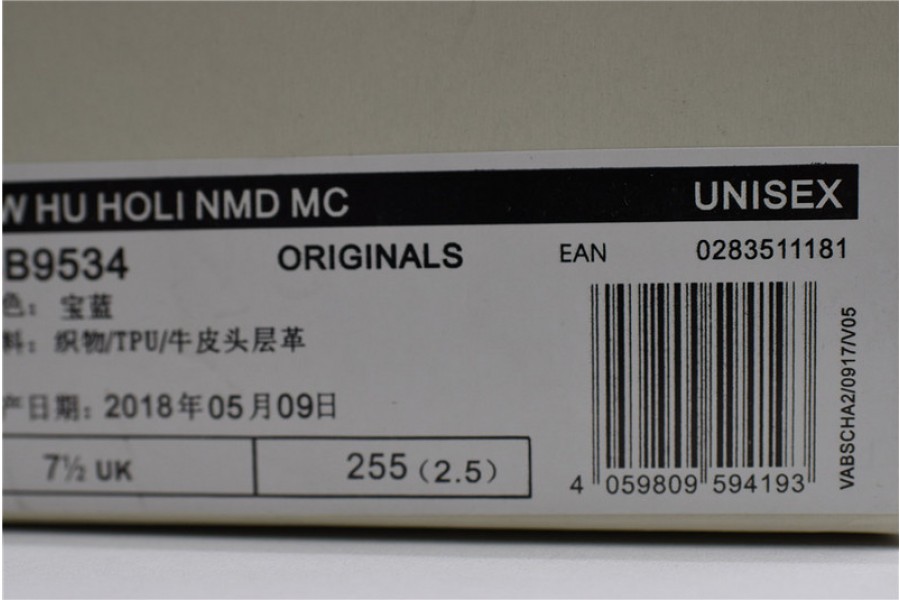 W HU HOLI NMD MC UNISEX
B9534 ORIGINALS EAN 0283511181
色: 宝蓝
料: 织物/TPU/牛皮头层革
产日期: 2018年05月09日
7½ UK 255 (2.5)
4 059809 594193
VABSCHA2/0917/V05